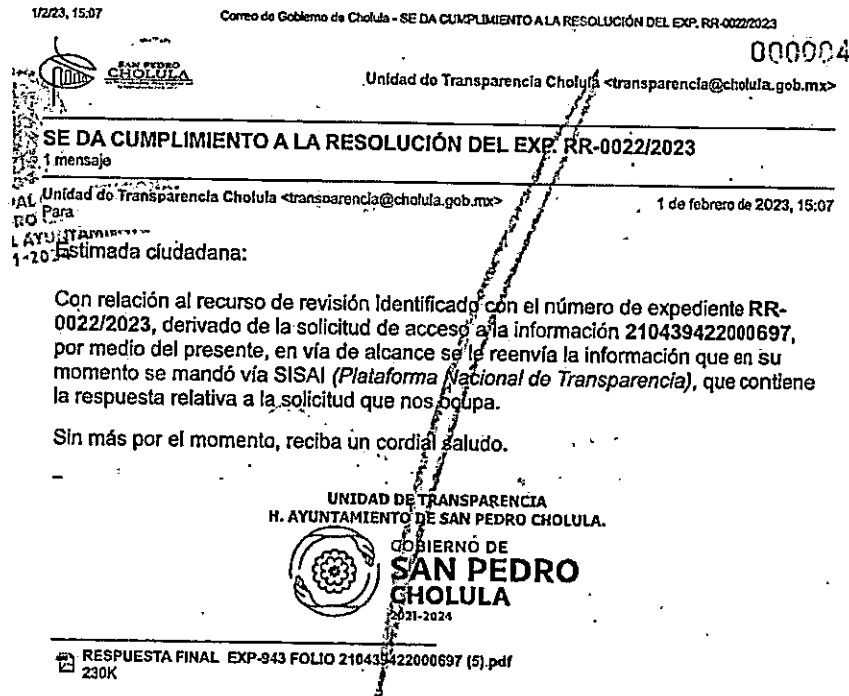 1/2/23, 15:07
Correo de Gobierno de Cholula - SE DA CUMPLIMIENTO A LA RESOLUCIÓN DEL EXP. RR-0022/2023
000004
SAN PEDRO
CHOLULA
Unidad de Transparencia Cholula <transparencia@cholula.gob.mx>
SE DA CUMPLIMIENTO A LA RESOLUCIÓN DEL EXP. RR-0022/2023
1 mensaje
Unidad de Transparencia Cholula <transparencia@cholula.gob.mx>
1 de febrero de 2023, 15:07
Para
AYUNTAMIENTO
Estimada ciudadana:
Con relación al recurso de revisión identificado con el número de expediente RR-
0022/2023, derivado de la solicitud de acceso a la información 210439422000697,
por medio del presente, en vía de alcance se le reenvía la información que en su
momento se mandó vía SISAI (Plataforma Nacional de Transparencia), que contiene
la respuesta relativa a la solicitud que nos ocupa.
Sin más por el momento, reciba un cordial saludo.
UNIDAD DE TRANSPARENCIA
H. AYUNTAMIENTO DE SAN PEDRO CHOLULA.
GOBIERNO DE
SAN PEDRO
CHOLULA
2021-2024
RESPUESTA FINAL EXP-943 FOLIO 210439422000697 (5).pdf
230K